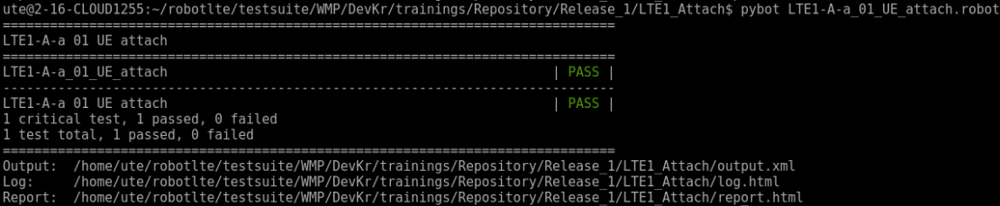 ute@2-16-CLOUD1255:~/robotlte/testsuite/WMP/DevKr/trainings/Repository/Release_1/LTE1_Attach$ pybot LTE1-A-a_01_UE_attach.robot
==============================================================================
LTE1-A-a 01 UE attach
==============================================================================
LTE1-A-a_01_UE_attach                                                 | PASS |
------------------------------------------------------------------------------
LTE1-A-a 01 UE attach                                                 | PASS |
1 critical test, 1 passed, 0 failed
1 test total, 1 passed, 0 failed
==============================================================================
Output:  /home/ute/robotlte/testsuite/WMP/DevKr/trainings/Repository/Release_1/LTE1_Attach/output.xml
Log:     /home/ute/robotlte/testsuite/WMP/DevKr/trainings/Repository/Release_1/LTE1_Attach/log.html
Report:  /home/ute/robotlte/testsuite/WMP/DevKr/trainings/Repository/Release_1/LTE1_Attach/report.html